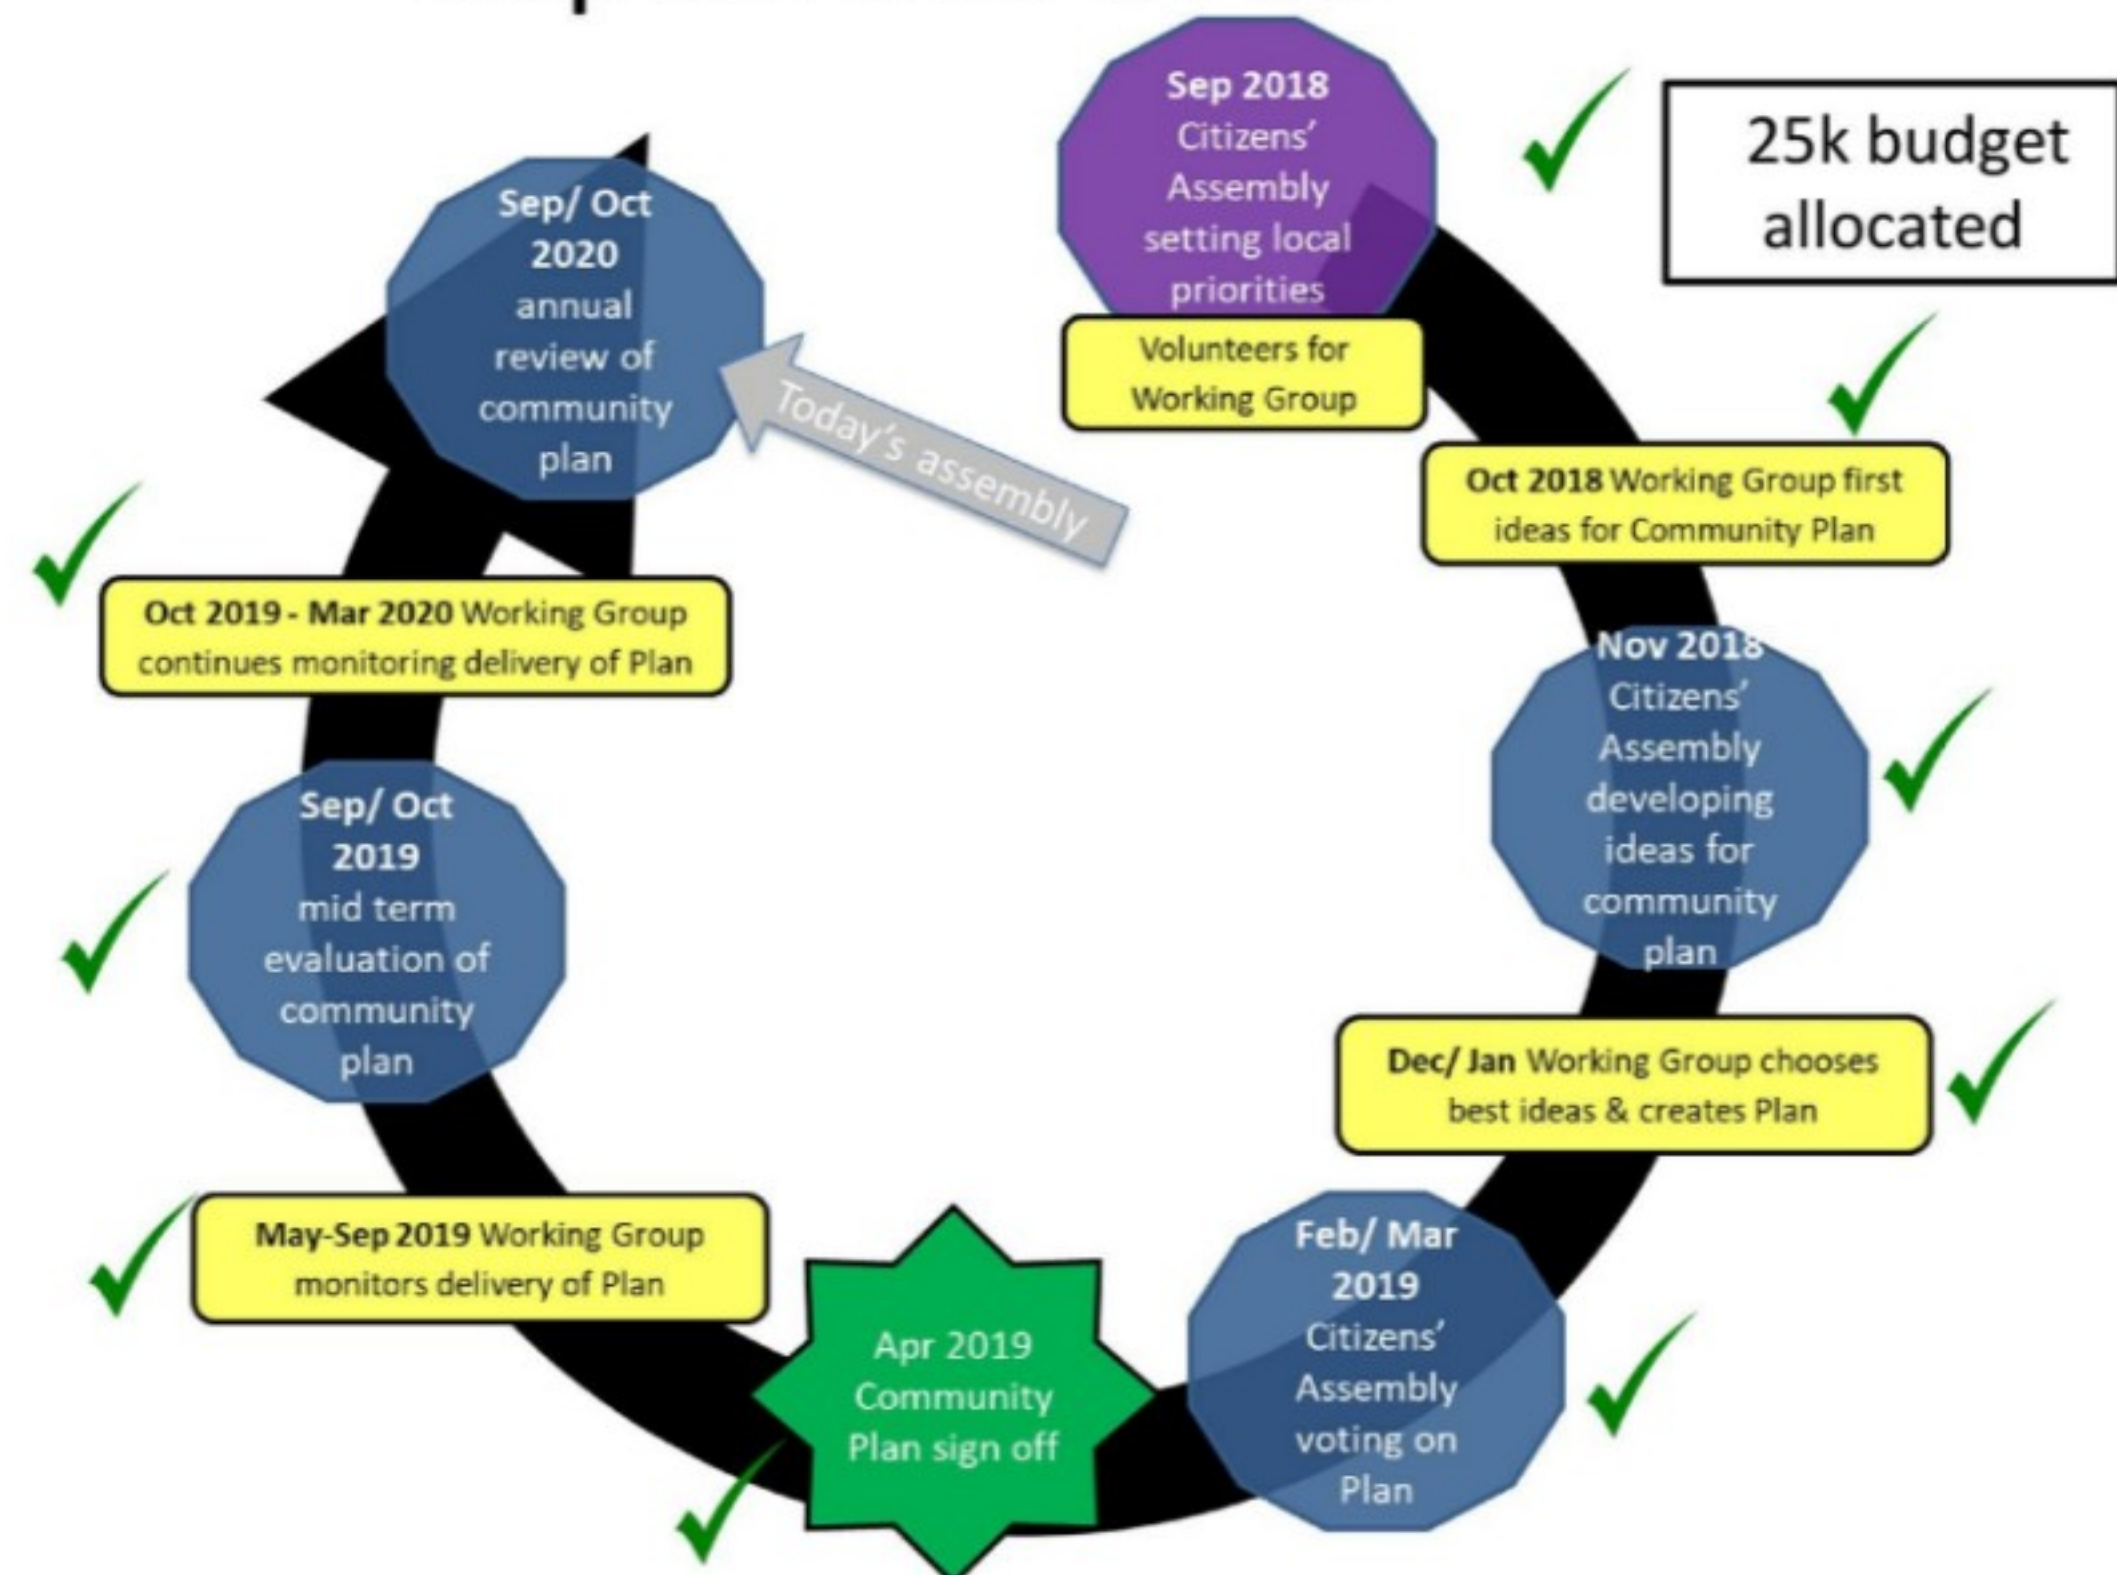 Sep 2018
Citizens’
Assembly
setting local
priorities
25k budget
allocated
Volunteers for
Working Group
Oct 2018 Working Group first
ideas for Community Plan
Nov 2018
Citizens’
Assembly
developing
ideas for
community
plan
Dec/ Jan Working Group chooses
best ideas & creates Plan
Feb/ Mar
2019
Citizens’
Assembly
voting on
Plan
Apr 2019
Community
Plan sign off
May-Sep 2019 Working Group
monitors delivery of Plan
Sep/ Oct
2019
mid term
evaluation of
community
plan
Oct 2019 - Mar 2020 Working Group
continues monitoring delivery of Plan
Sep/ Oct
2020
annual
review of
community
plan
Today’s assembly